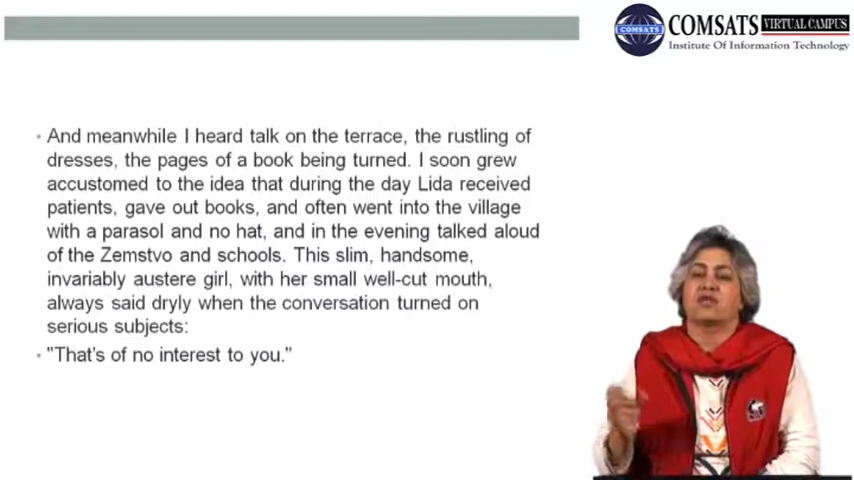 COMSATS VIRTUAL CAMPUS
Institute Of Information Technology
COMSATS
• And meanwhile I heard talk on the terrace, the rustling of
dresses, the pages of a book being turned. I soon grew
accustomed to the idea that during the day Lida received
patients, gave out books, and often went into the village
with a parasol and no hat, and in the evening talked aloud
of the Zemstvo and schools. This slim, handsome,
invariably austere girl, with her small well-cut mouth,
always said dryly when the conversation turned on
serious subjects:
• "That's of no interest to you."